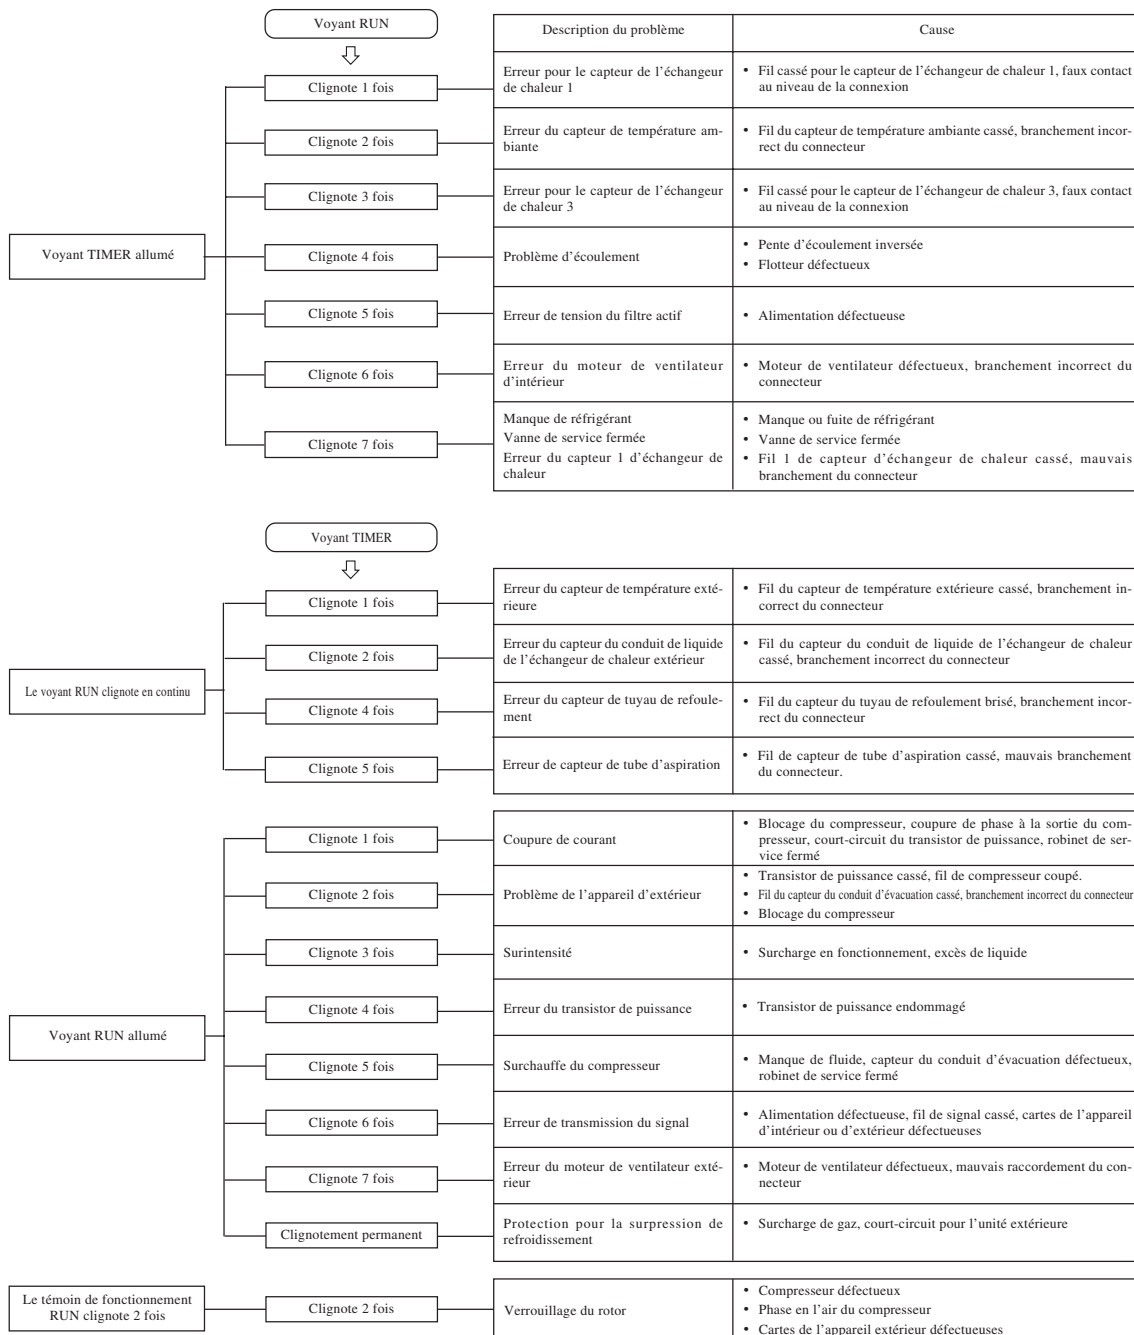 Voyant RUN
Description du problème
Cause
Clignote 1 fois
Erreur pour le capteur de l'échangeur
de chaleur 1
• Fil cassé pour le capteur de l'échangeur de chaleur 1, faux contact
au niveau de la connexion
Clignote 2 fois
Erreur du capteur de température am-
biante
• Fil du capteur de température ambiante cassé, branchement incor-
rect du connecteur
Clignote 3 fois
Erreur pour le capteur de l'échangeur
de chaleur 3
• Fil cassé pour le capteur de l'échangeur de chaleur 3, faux contact
au niveau de la connexion
Voyant TIMER allumé
Clignote 4 fois
Problème d'écoulement
• Pente d'écoulement inversée
• Flotteur défectueux
Clignote 5 fois
Erreur de tension du filtre actif
• Alimentation défectueuse
Clignote 6 fois
Erreur du moteur de ventilateur
d'intérieur
• Moteur de ventilateur défectueux, branchement incorrect du
connecteur
Clignote 7 fois
Manque de réfrigérant
Vanne de service fermée
Erreur du capteur 1 d'échangeur de
chaleur
• Manque ou fuite de réfrigérant
• Vanne de service fermée
• Fil 1 de capteur d'échangeur de chaleur cassé, mauvais
branchement du connecteur
Voyant TIMER
Clignote 1 fois
Erreur du capteur de température exté-
rieure
• Fil du capteur de température extérieure cassé, branchement in-
correct du connecteur
Clignote 2 fois
Erreur du capteur du conduit de liquide
de l'échangeur de chaleur extérieur
• Fil du capteur du conduit de liquide de l'échangeur de chaleur
cassé, branchement incorrect du connecteur
Le voyant RUN clignote en continu
Clignote 4 fois
Erreur du capteur de tuyau de refoule-
ment
• Fil du capteur du tuyau de refoulement brisé, branchement incor-
rect du connecteur
Clignote 5 fois
Erreur de capteur de tube d'aspiration
• Fil de capteur de tube d'aspiration cassé, mauvais branchement
du connecteur.
Clignote 1 fois
Coupure de courant
• Blocage du compresseur, coupure de phase à la sortie du com-
presseur, court-circuit du transistor de puissance, robinet de ser-
vice fermé
Clignote 2 fois
Problème de l'appareil d'extérieur
• Transistor de puissance cassé, fil de compresseur coupé.
• Fil du capteur du conduit d'évacuation cassé, branchement incorrect du connecteur
• Blocage du compresseur
Clignote 3 fois
Surintensité
• Surcharge en fonctionnement, excès de liquide
Clignote 4 fois
Erreur du transistor de puissance
• Transistor de puissance endommagé
Voyant RUN allumé
Clignote 5 fois
Surchauffe du compresseur
• Manque de fluide, capteur du conduit d'évacuation défectueux,
robinet de service fermé
Clignote 6 fois
Erreur de transmission du signal
• Alimentation défectueuse, fil de signal cassé, cartes de l'appareil
d'intérieur ou d'extérieur défectueuses
Clignote 7 fois
Erreur du moteur de ventilateur exté-
rieur
• Moteur de ventilateur défectueux, mauvais raccordement du con-
necteur
Clignotement permanent
Protection pour la surpression de
refroidissement
• Surcharge de gaz, court-circuit pour l'unité extérieure
Le témoin de fonctionnement
RUN clignote 2 fois
Clignote 2 fois
Verrouillage du rotor
• Compresseur défectueux
• Phase en l'air du compresseur
• Cartes de l'appareil extérieur défectueuses